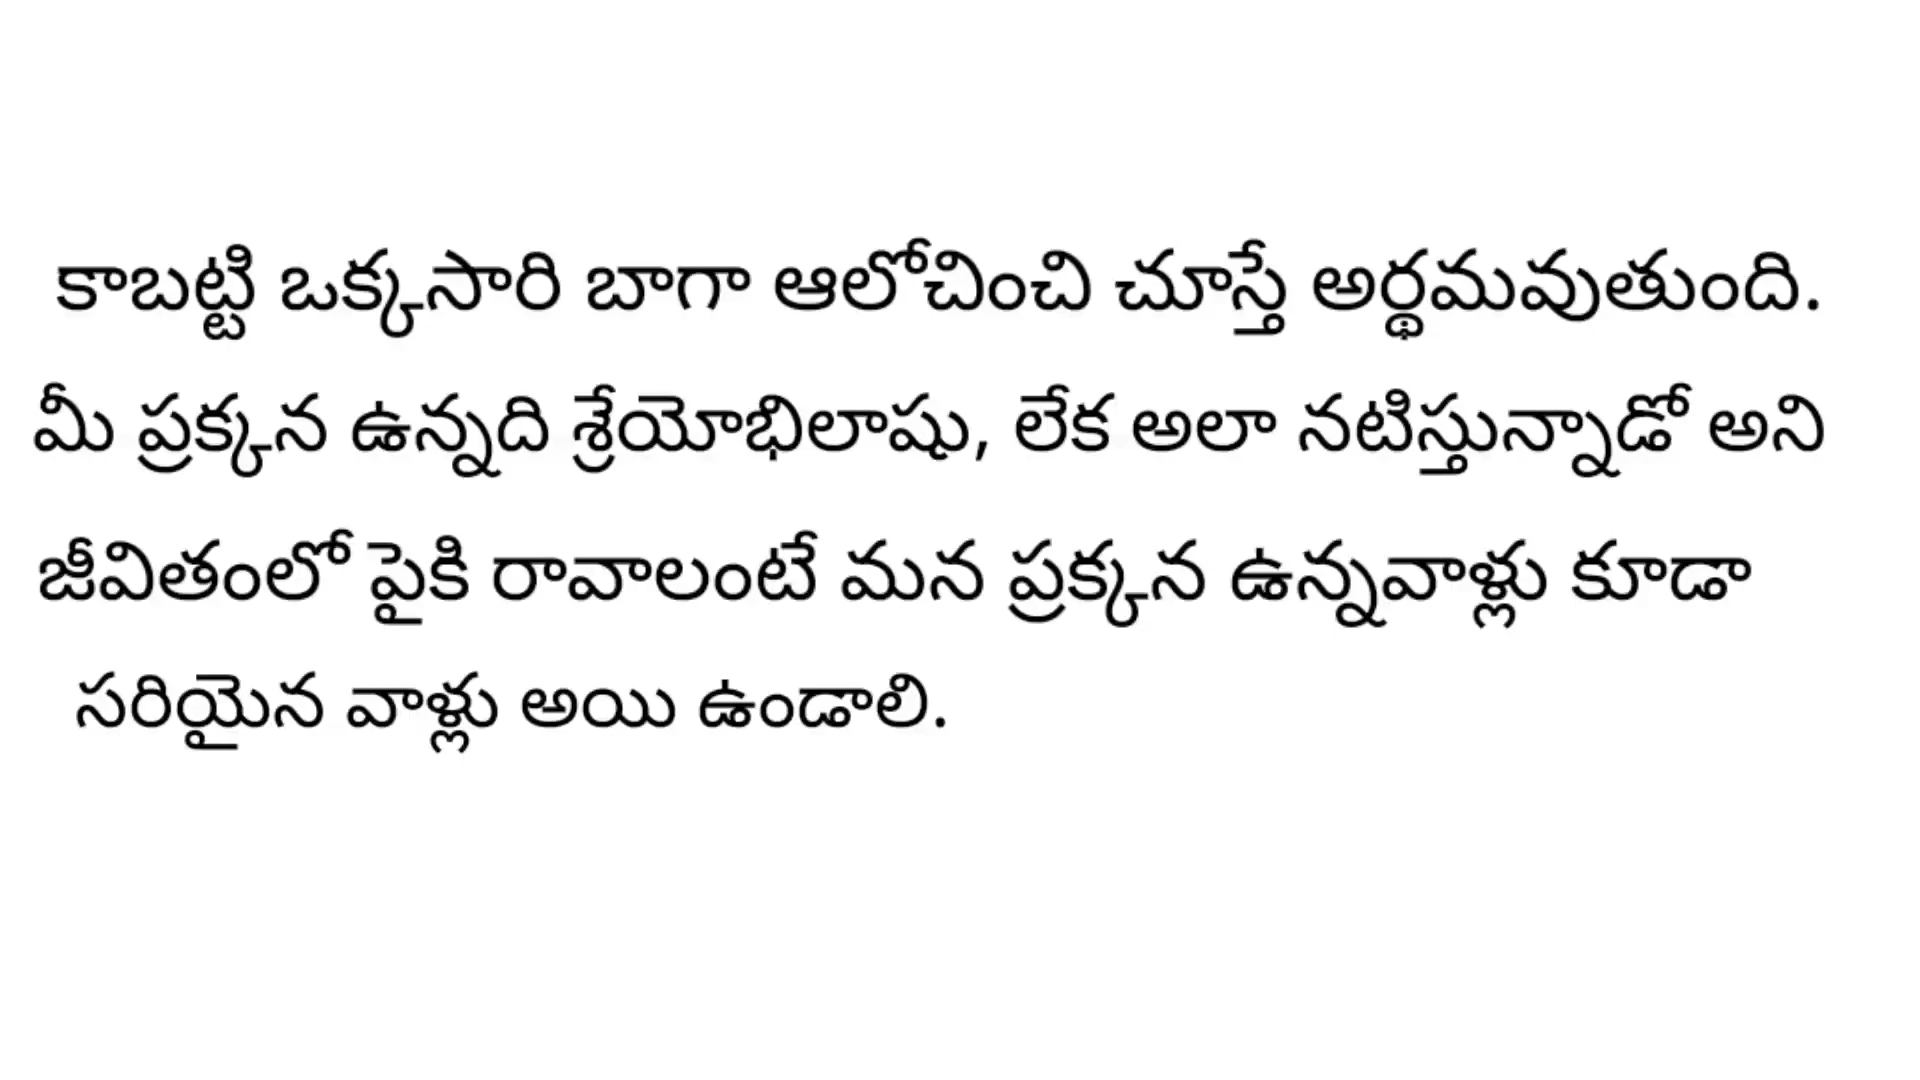 కాబట్టి ఒక్కసారి బాగా ఆలోచించి చూస్తే అర్థమవుతుంది.
మీ ప్రక్కన ఉన్నది శ్రేయోభిలాషు, లేక అలా నటిస్తున్నాడో అని
జీవితంలో పైకి రావాలంటే మన ప్రక్కన ఉన్నవాళ్లు కూడా
సరియైన వాళ్లు అయి ఉండాలి.